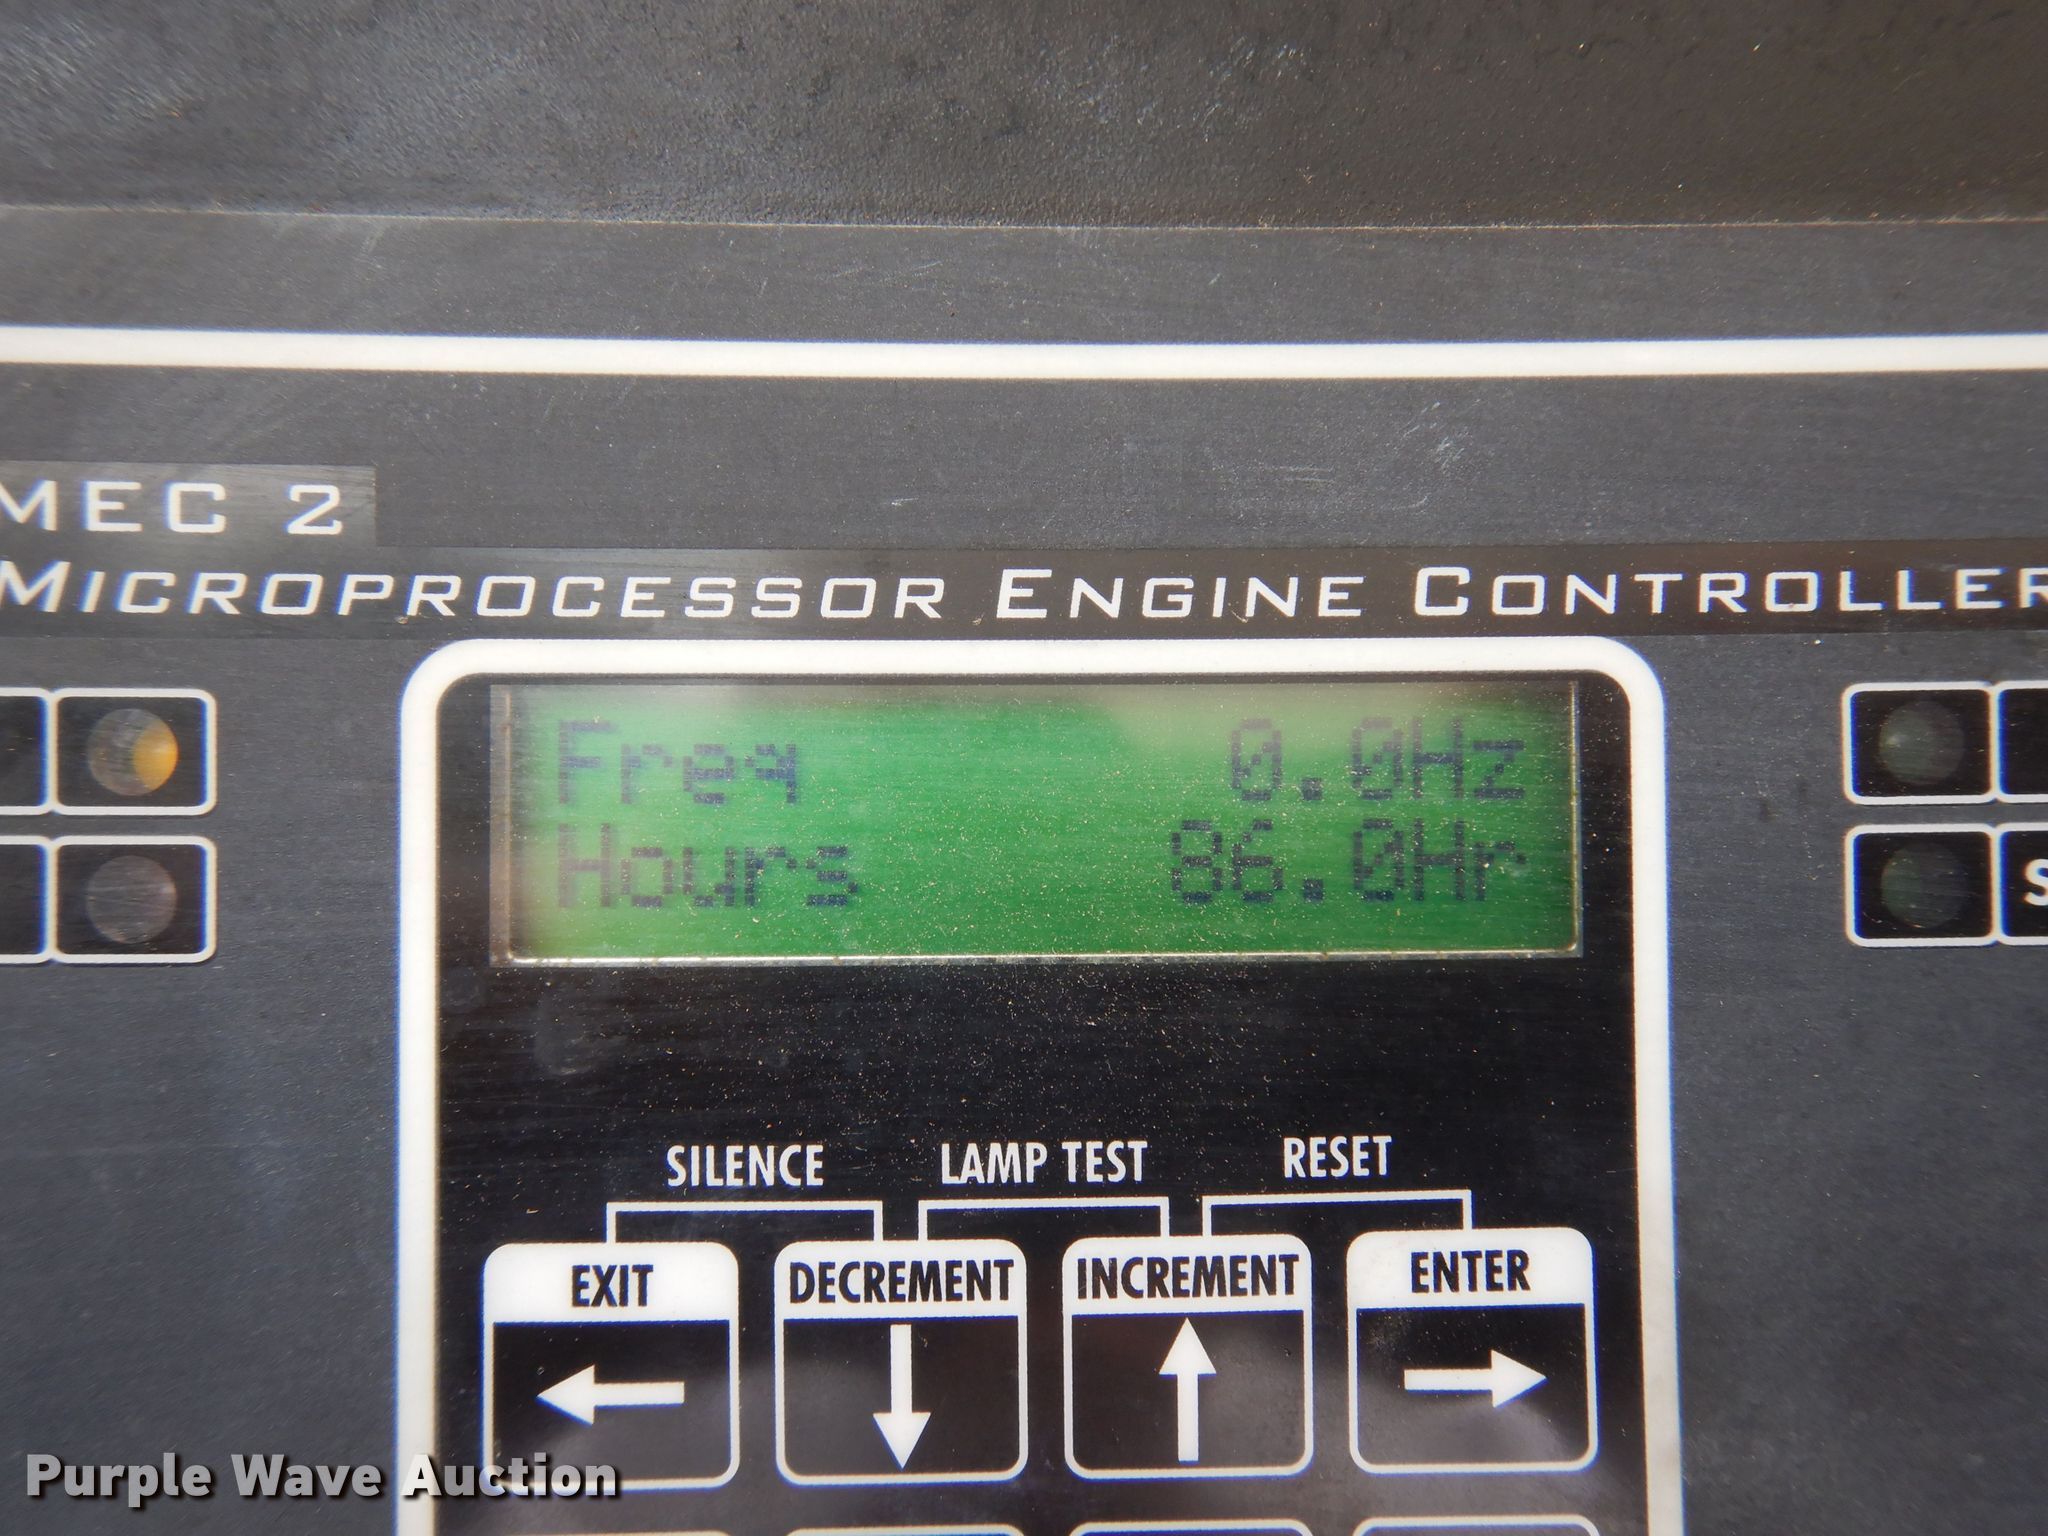 MEC 2
MICROPROCESSOR ENGINE CONTROLLER
Freq 0.0Hz
Hours 86.0Hr
S
SILENCE LAMP TEST RESET
EXIT DECREMENT INCREMENT ENTER
Purple Wave Auction